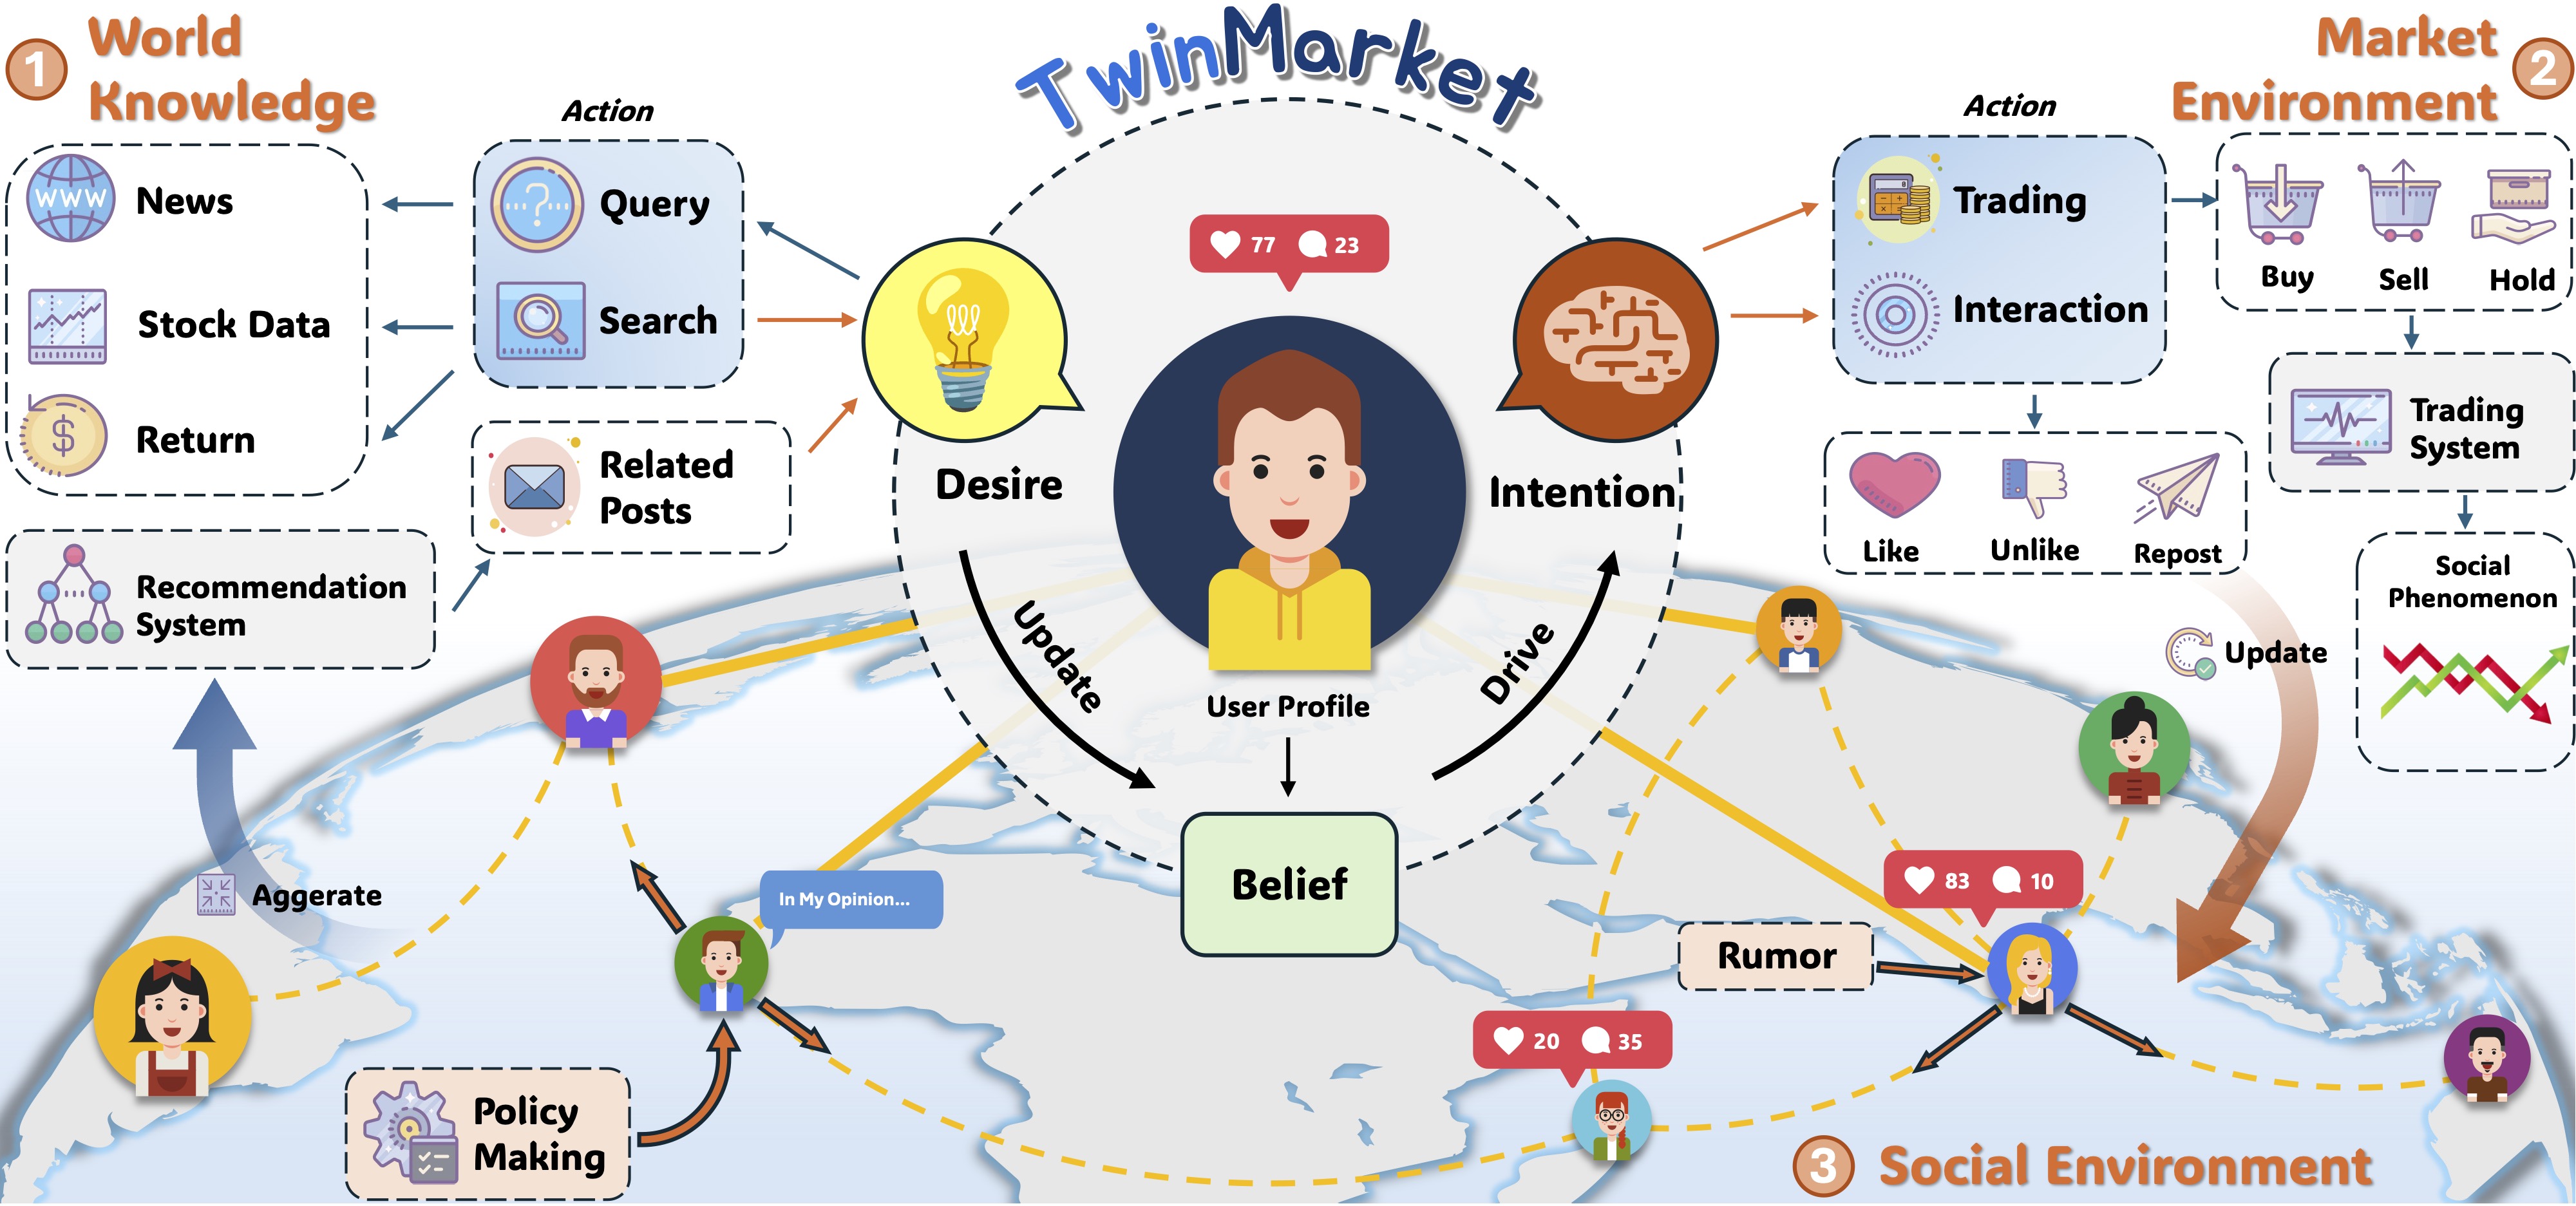 TwinMarket
1
World
Knowledge
WWW
News
Stock Data
$
Return
Action
?
Query
Search
Related
Posts
Recommendation
System
Aggerate
Desire
77
23
Intention
Update
Drive
User Profile
Belief
2
Market
Environment
Action
Trading
Interaction
Buy
Sell
Hold
Trading
System
Like
Unlike
Repost
Social
Phenomenon
Update
In My Opinion...
Policy
Making
Rumor
83
10
20
35
3
Social Environment